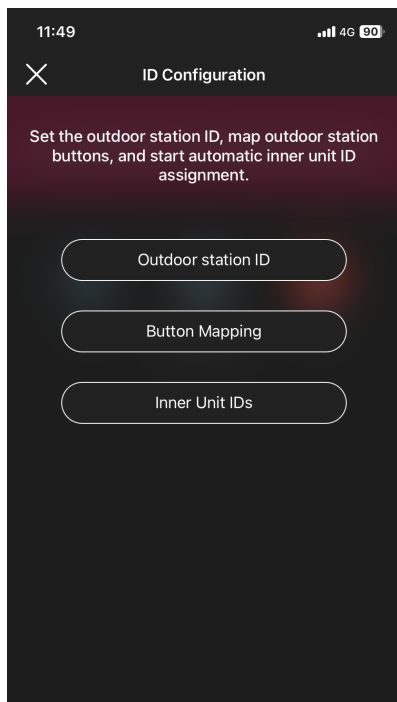 11:49
4G 90
ID Configuration
Set the outdoor station ID, map outdoor station
buttons, and start automatic inner unit ID
assignment.
Outdoor station ID
Button Mapping
Inner Unit IDs